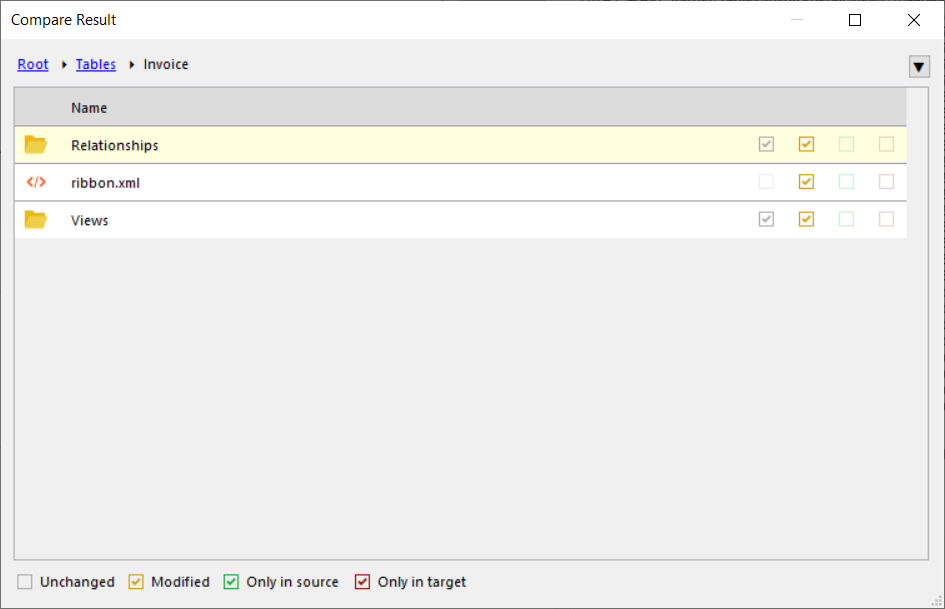 Compare Result
Root Tables Invoice
Name
Relationships
ribbon.xml
Views
Unchanged Modified Only in source Only in target